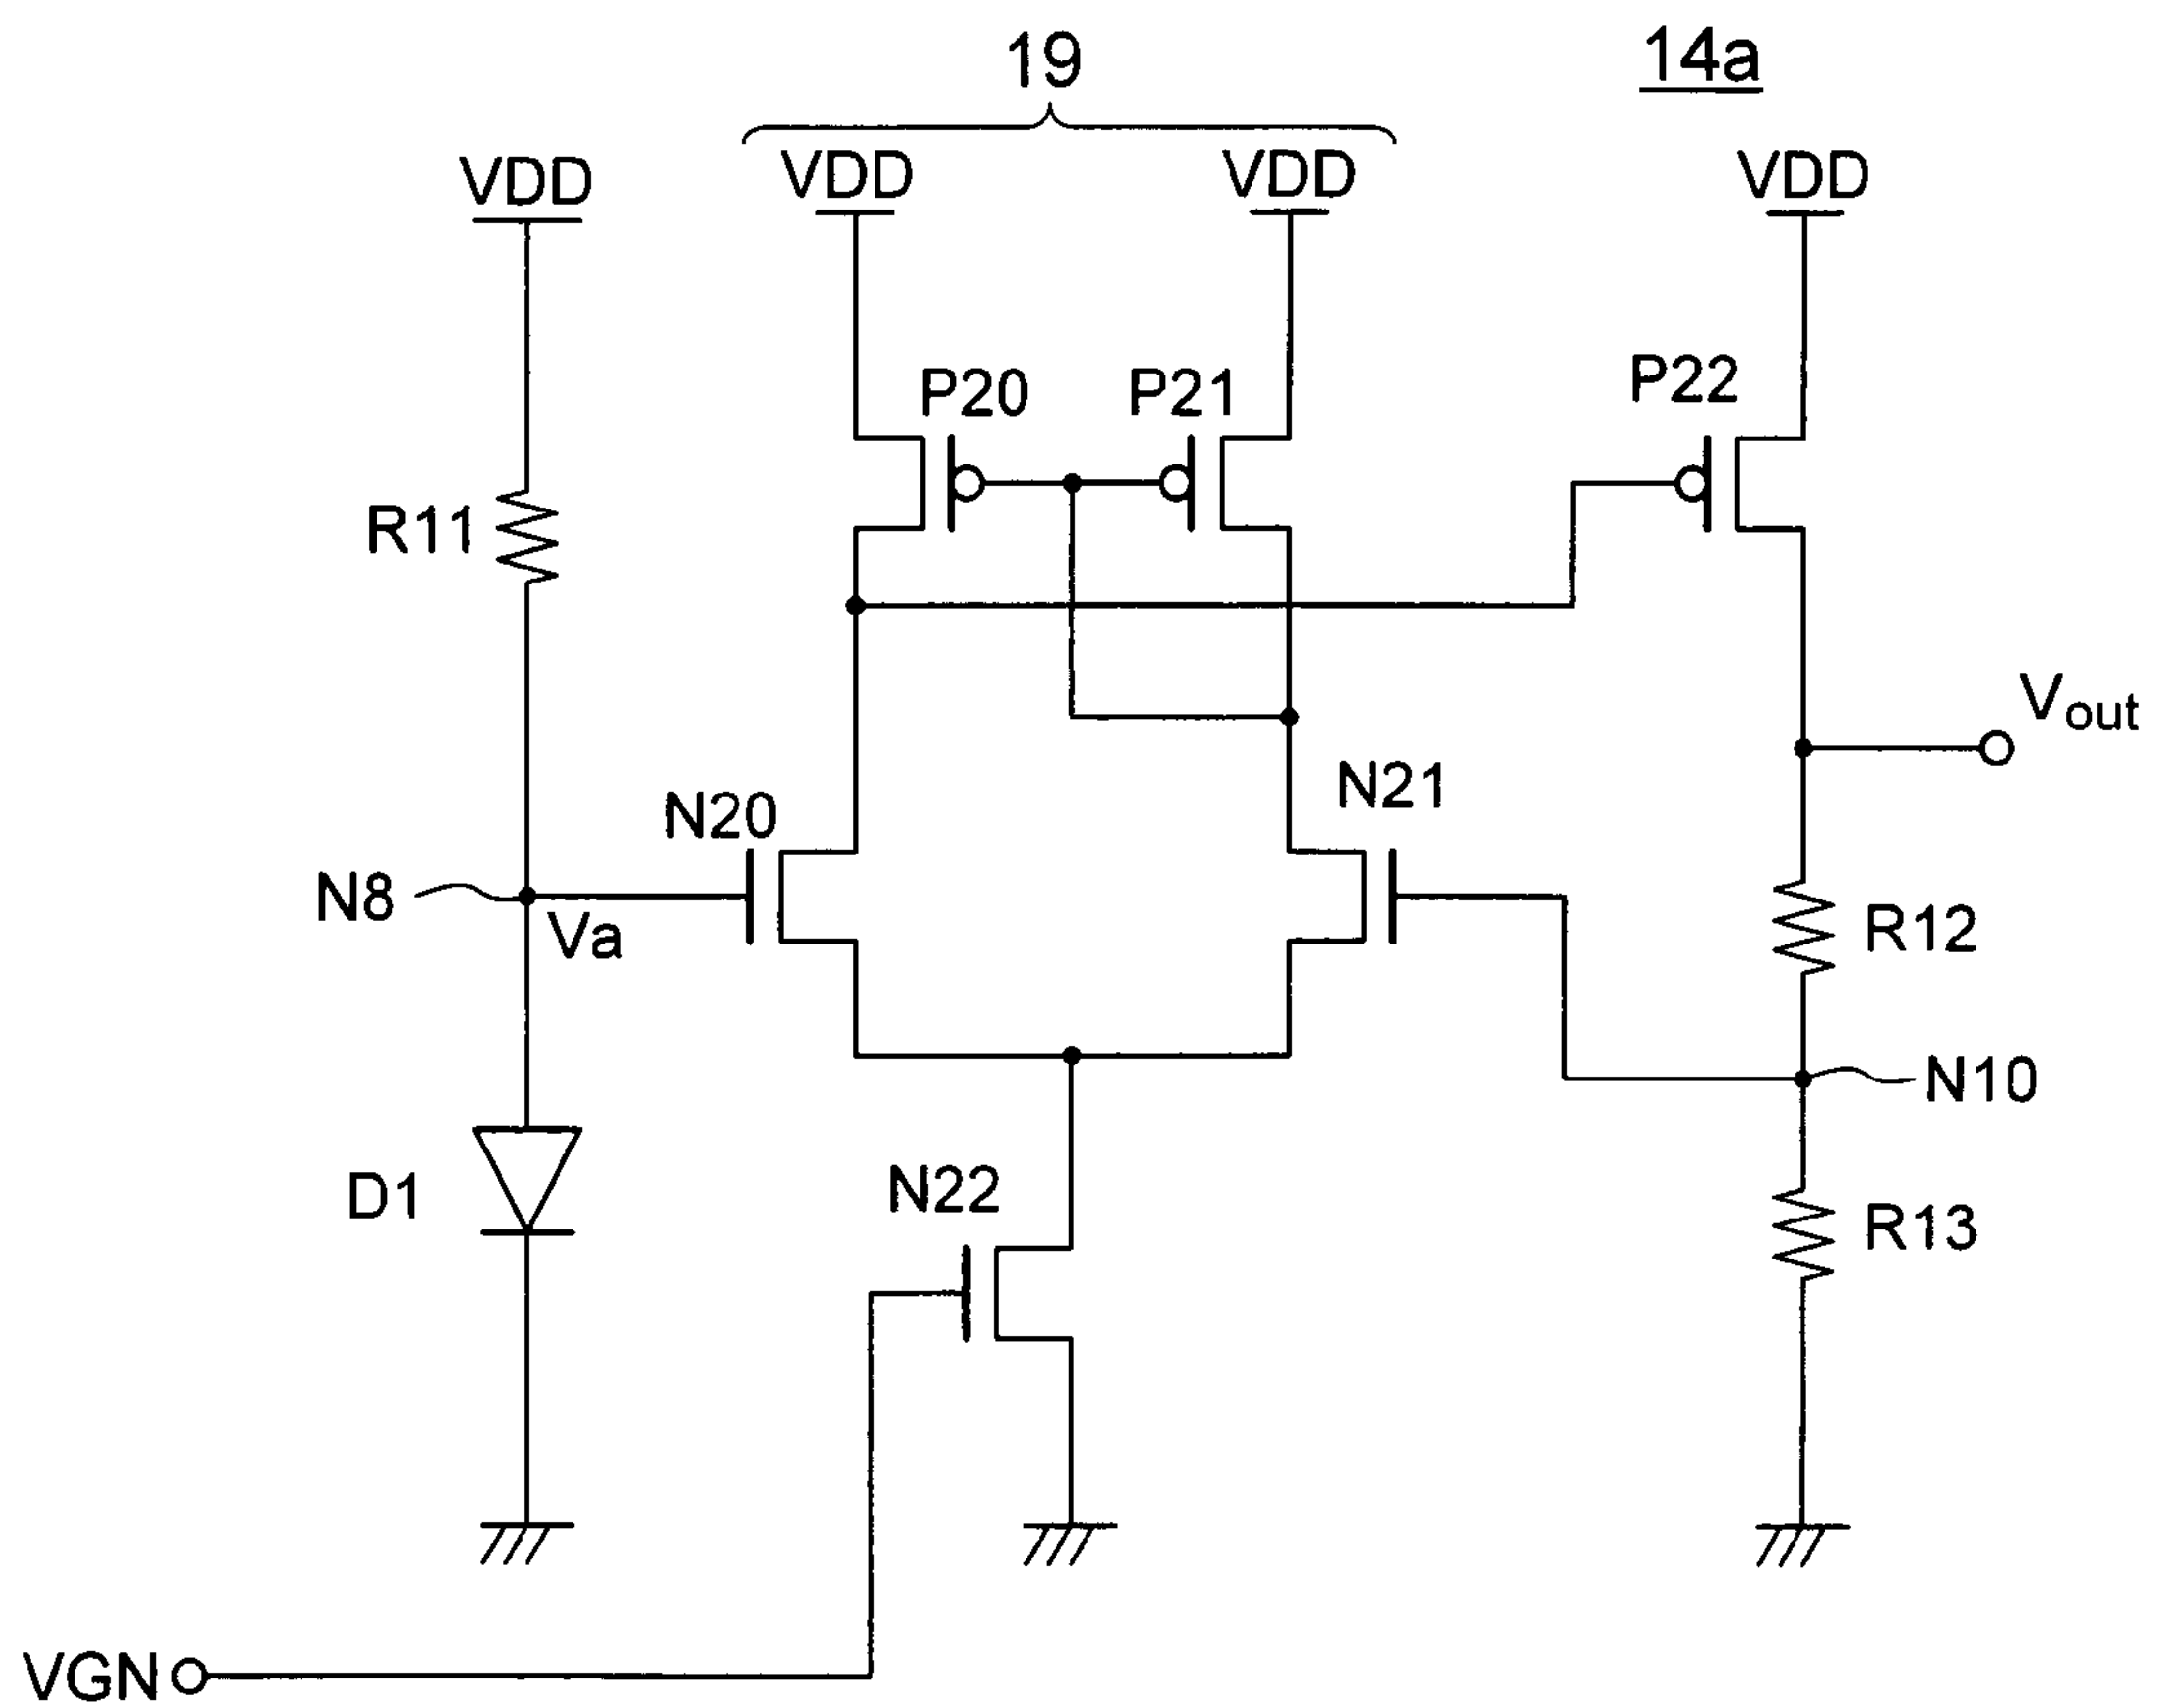 19
14a
VDD
VDD
VDD
VDD
P20
P21
P22
R11
Vout
N20
N21
N8
Va
R12
N10
D1
N22
R13
VGN